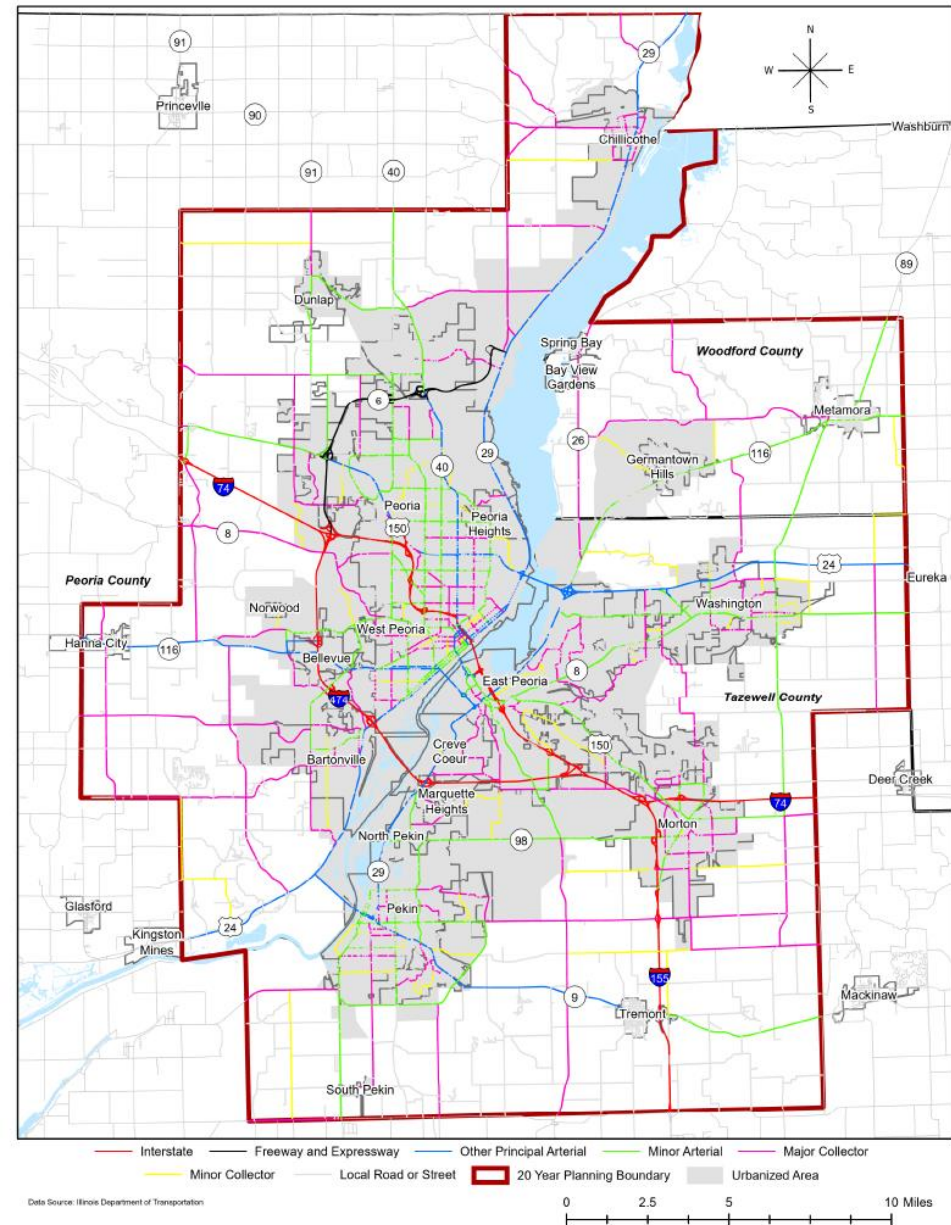 91
29
N
W E
S
Princevlle
90
Washburn
Chillicothe
91
40
89
Dunlap
Spring Bay
Woodford County
Bay View
Gardens
6
Metamora
26
40
29
Germantown
Hills
116
74
Peoria
150
Peoria
Heights
8
24
Peoria County
Eureka
Norwood
Washington
West Peoria
Hanna City
116
Bellevue
8
East Peoria
474
Tazewell County
150
Creve
Coeur
Bartonville
Deer Creek
Marquette
Heights
74
Morton
North Pekin
98
29
Glasford
Pekin
24
Kingston
Mines
155
9
Mackinaw
Tremont
South Pekin
Interstate Freeway and Expressway Other Principal Arterial Minor Arterial Major Collector
Minor Collector Local Road or Street 20 Year Planning Boundary Urbanized Area
Data Source: Illinois Department of Transportation
0 2.5 5 10 Miles